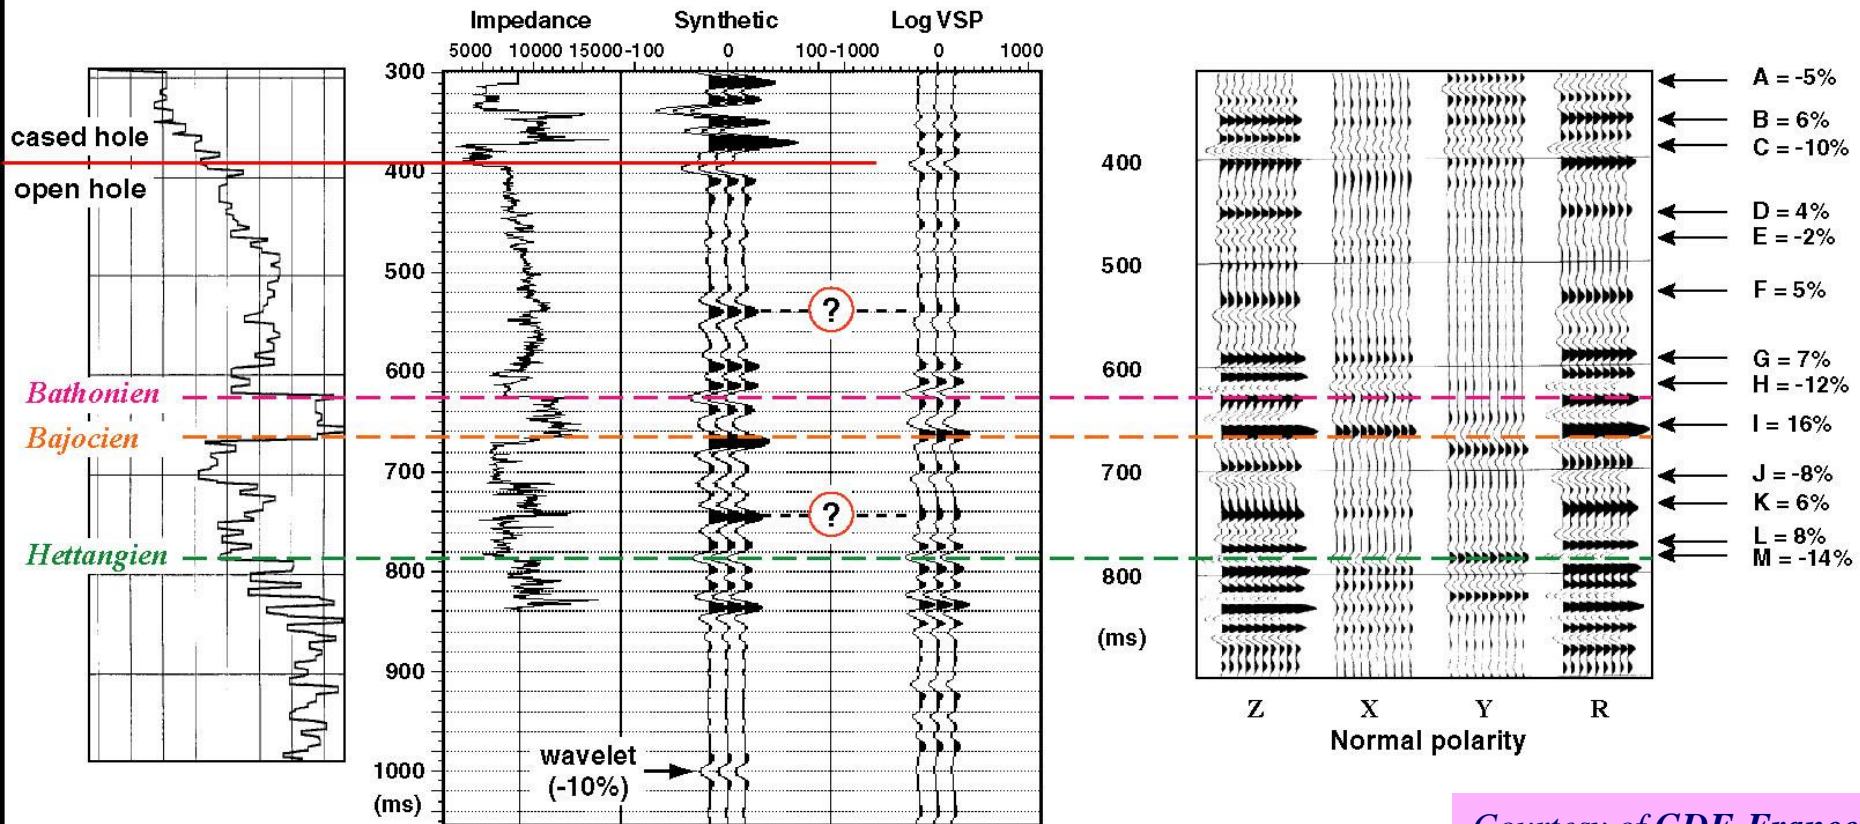 Impedance
Synthetic
Log VSP
5000 10000 15000
-100 0 100
-1000 0 1000
cased hole
open hole
Bathonien
Bajocien
Hettangien
300
400
500
600
700
800
900
1000
(ms)
?
?
wavelet
(-10%)
400
500
600
700
800
(ms)
Z X Y R
Normal polarity
A = -5%
B = 6%
C = -10%
D = 4%
E = -2%
F = 5%
G = 7%
H = -12%
I = 16%
J = -8%
K = 6%
L = 8%
M = -14%
Courtesy of GDF-France